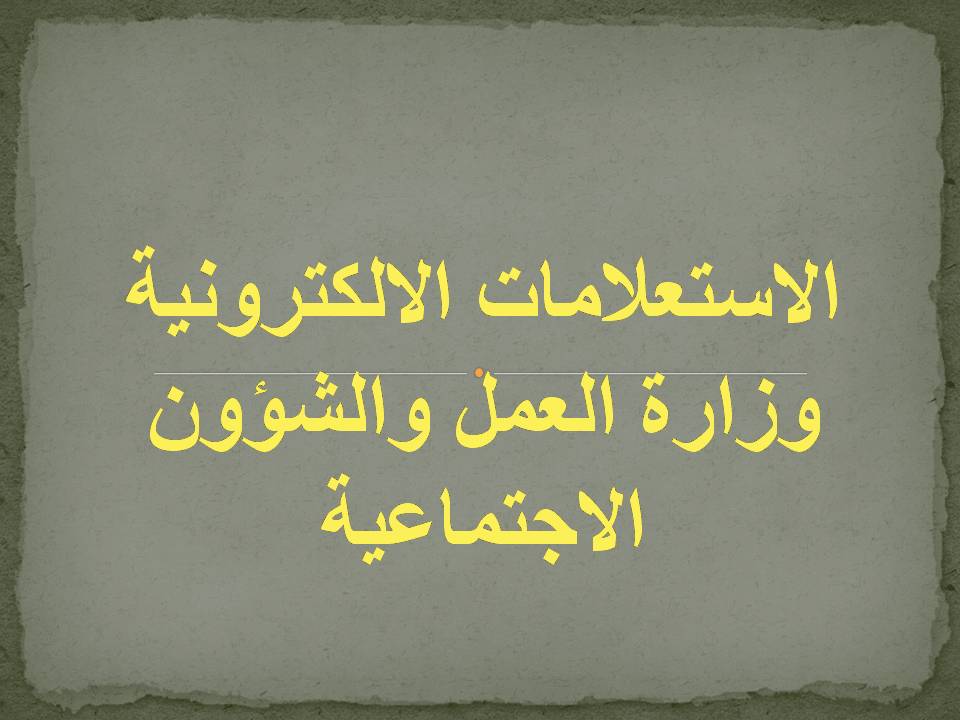 الاستعلامات الالكترونية
وزارة العمل والشؤون
الاجتماعية